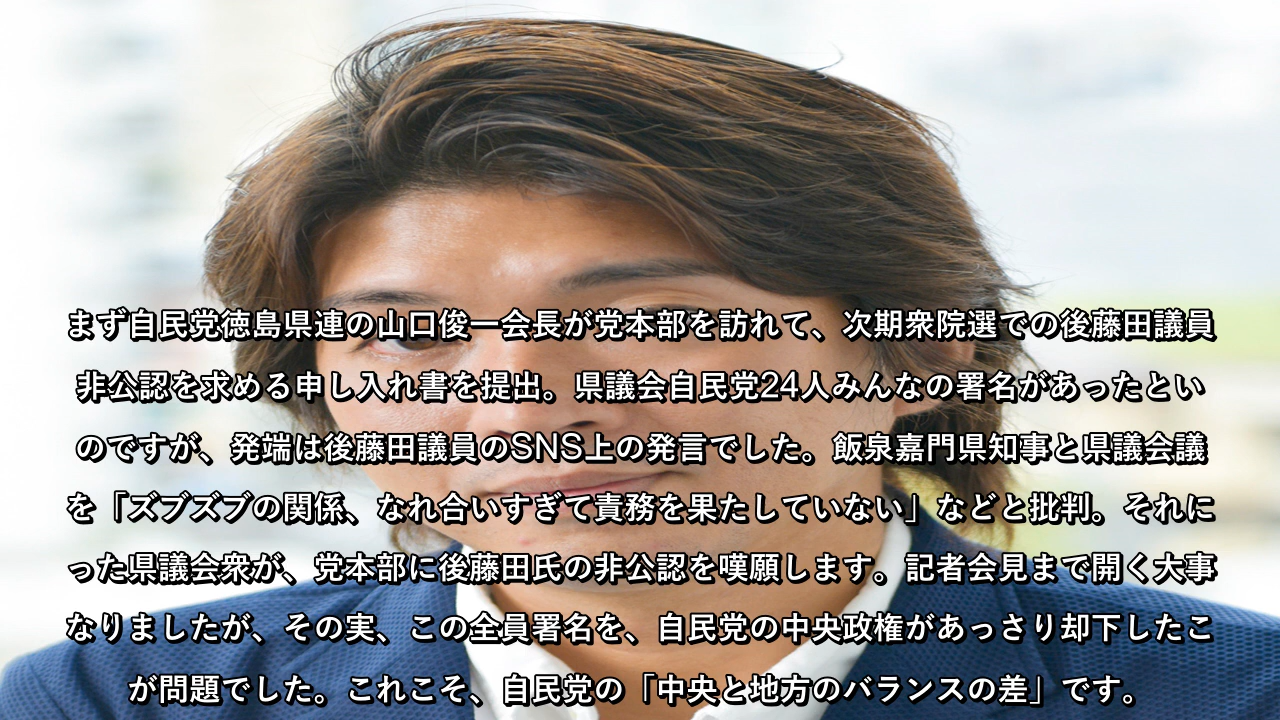 まず自民党徳島県連の山口俊一会長が党本部を訪れて、次期衆院選での後藤田議員
非公認を求める申し入れ書を提出。県議会自民党24人みんなの署名があったとい
のですが、発端は後藤田議員のSNS上の発言でした。飯泉嘉門県知事と県議会議
を「ズブズブの関係、なれ合いすぎて責務を果たしていない」などと批判。それに
った県議会衆が、党本部に後藤田氏の非公認を嘆願します。記者会見まで開く大事
なりましたが、その実、この全員署名を、自民党の中央政権があっさり却下したこ
が問題でした。これこそ、自民党の「中央と地方のバランスの差」です。